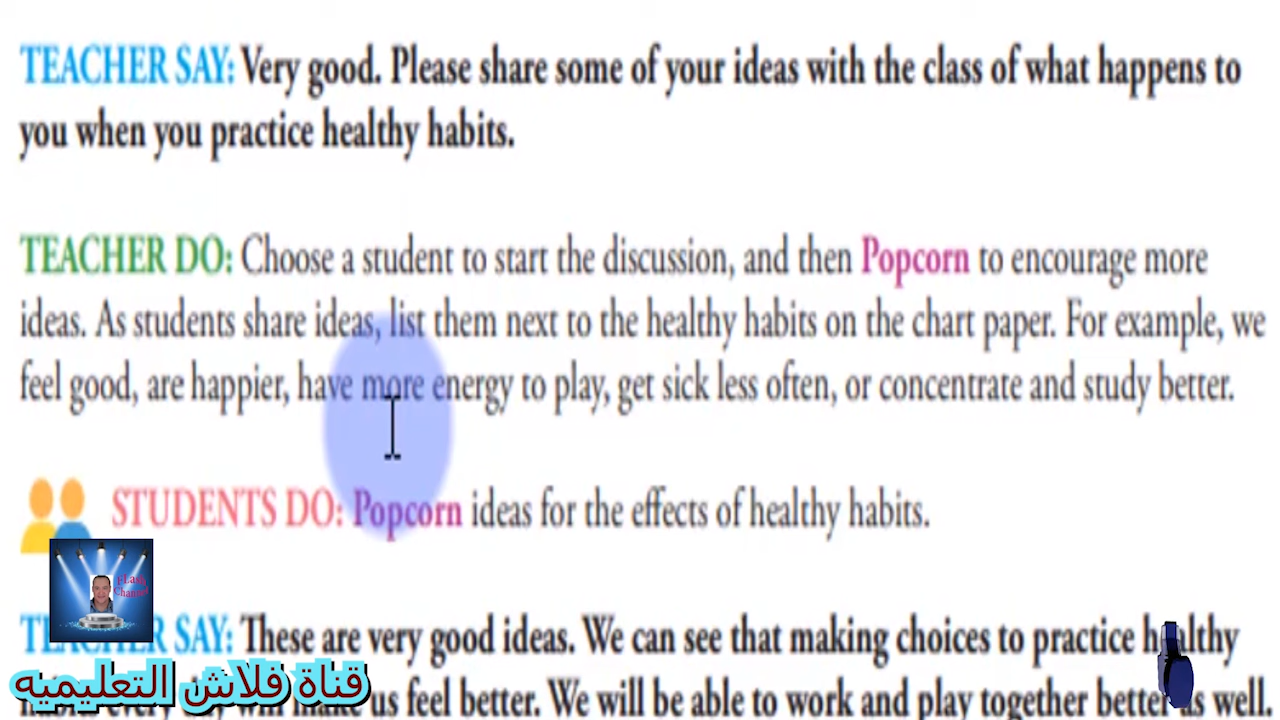 TEACHER SAY: Very good. Please share some of your ideas with the class of what happens to
you when you practice healthy habits.
TEACHER DO: Choose a student to start the discussion, and then Popcorn to encourage more
ideas. As students share ideas, list them next to the healthy habits on the chart paper. For example, we
feel good, are happier, have more energy to play, get sick less often, or concentrate and study better.
STUDENTS DO: Popcorn ideas for the effects of healthy habits.
FLash
Channel
TEACHER SAY: These are very good ideas. We can see that making choices to practice healthy
us feel better. We will be able to work and play together better as well.
قناة فلاش التعليميه